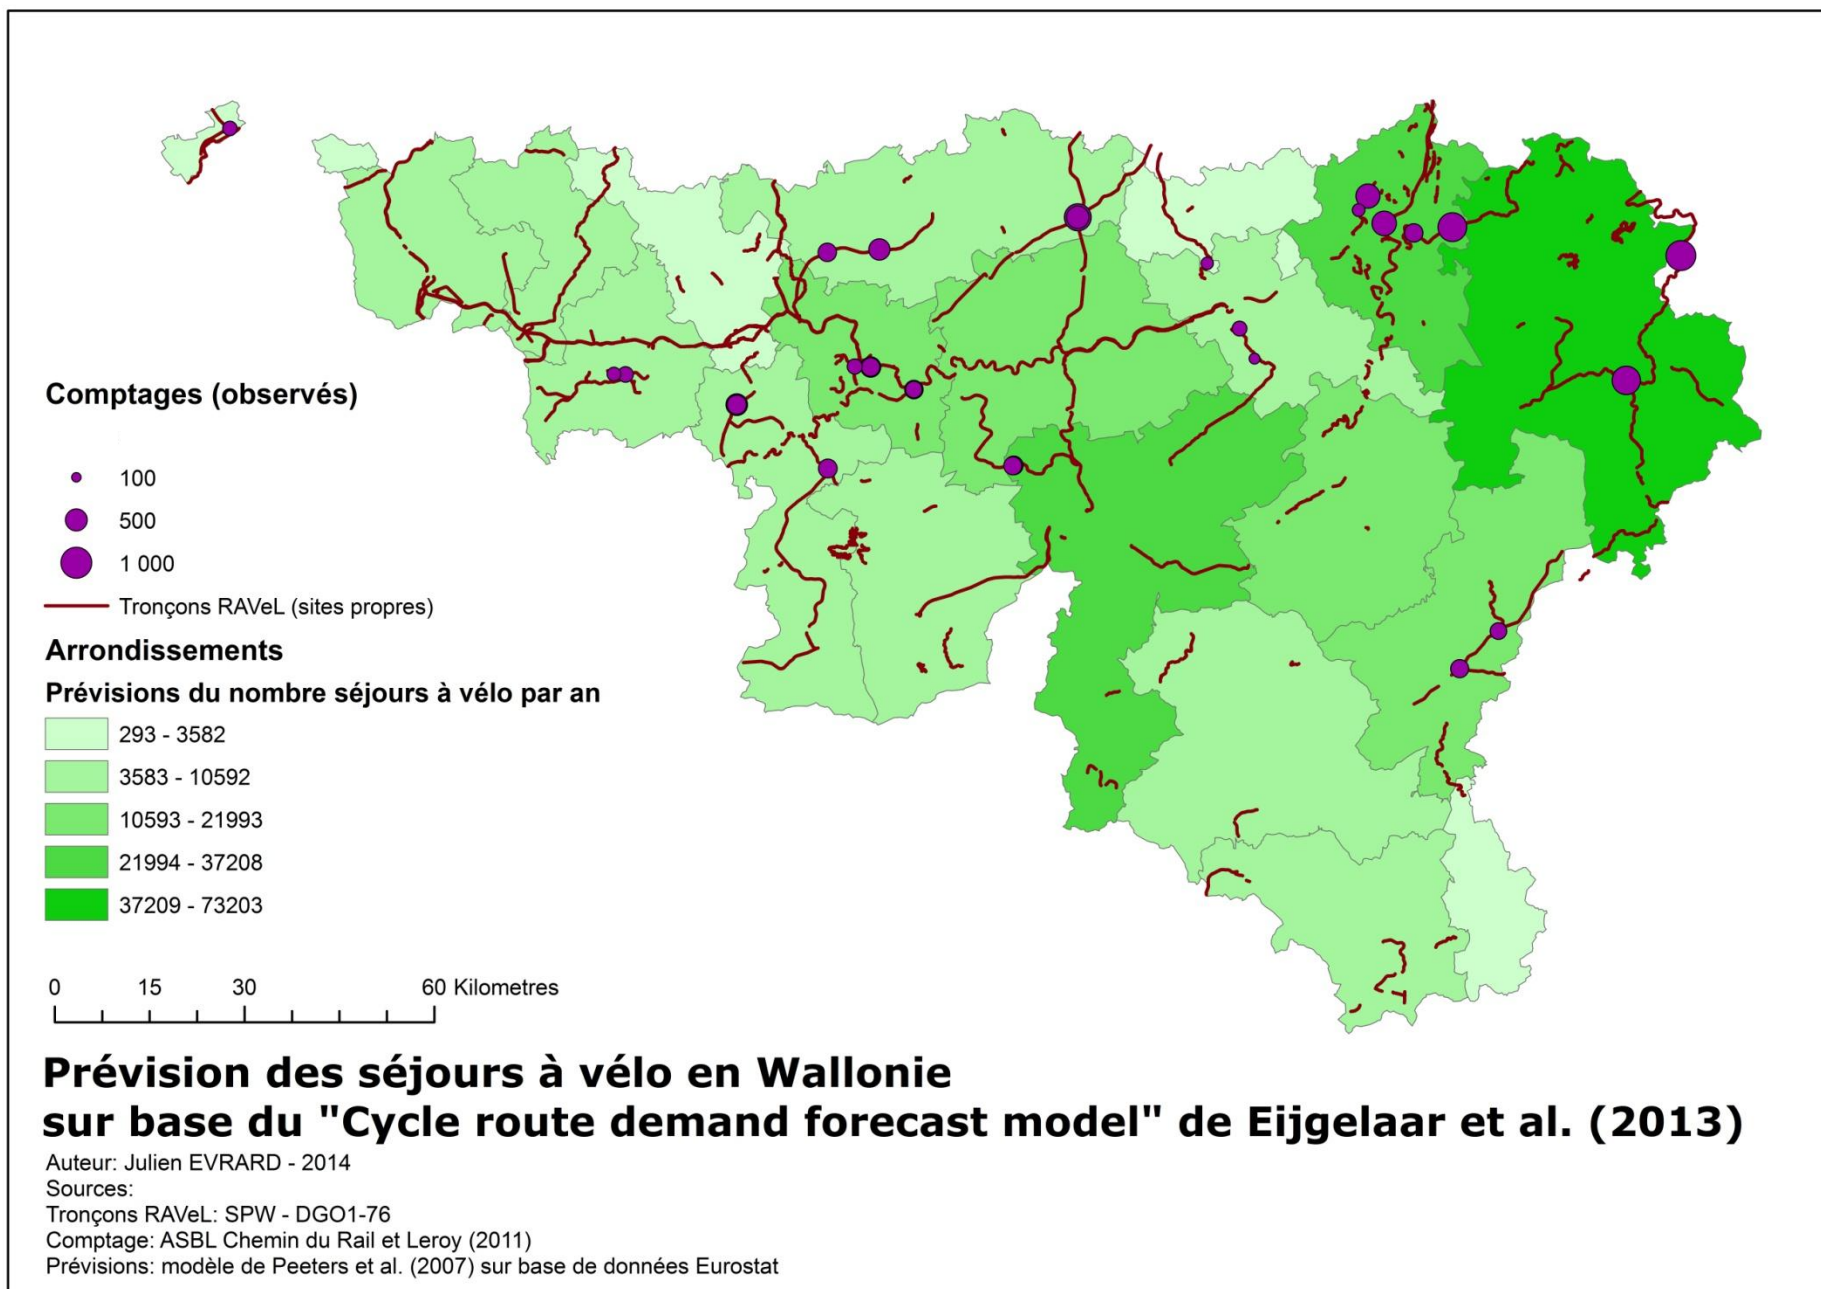 Comptages (observés)
100
500
1 000
Tronçons RAVeL (sites propres)
Arrondissements
Prévisions du nombre séjours à vélo par an
293 - 3582
3583 - 10592
10593 - 21993
21994 - 37208
37209 - 73203
0 15 30 60 Kilometres
Prévision des séjours à vélo en Wallonie
sur base du "Cycle route demand forecast model" de Eijgelaar et al. (2013)
Auteur: Julien EVRARD - 2014
Sources:
Tronçons RAVeL: SPW - DGO1-76
Comptage: ASBL Chemin du Rail et Leroy (2011)
Prévisions: modèle de Peeters et al. (2007) sur base de données Eurostat